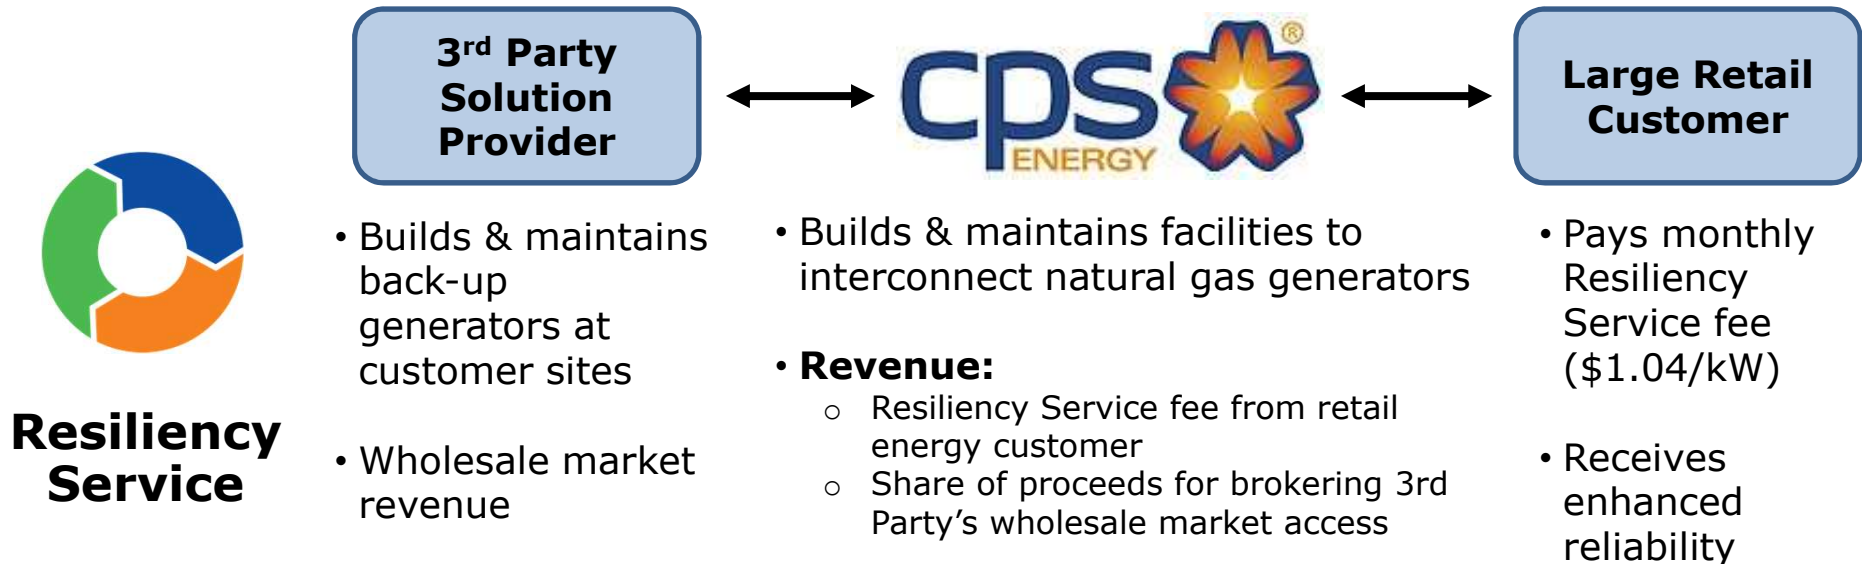 3rd Party
Solution
Provider
cps
ENERGY
®
Large Retail
Customer
Resiliency
Service
• Builds & maintains
back-up
generators at
customer sites
• Wholesale market
revenue
• Builds & maintains facilities to
interconnect natural gas generators
• Revenue:
o Resiliency Service fee from retail
energy customer
o Share of proceeds for brokering 3rd
Party’s wholesale market access
• Pays monthly
Resiliency
Service fee
($1.04/kW)
• Receives
enhanced
reliability